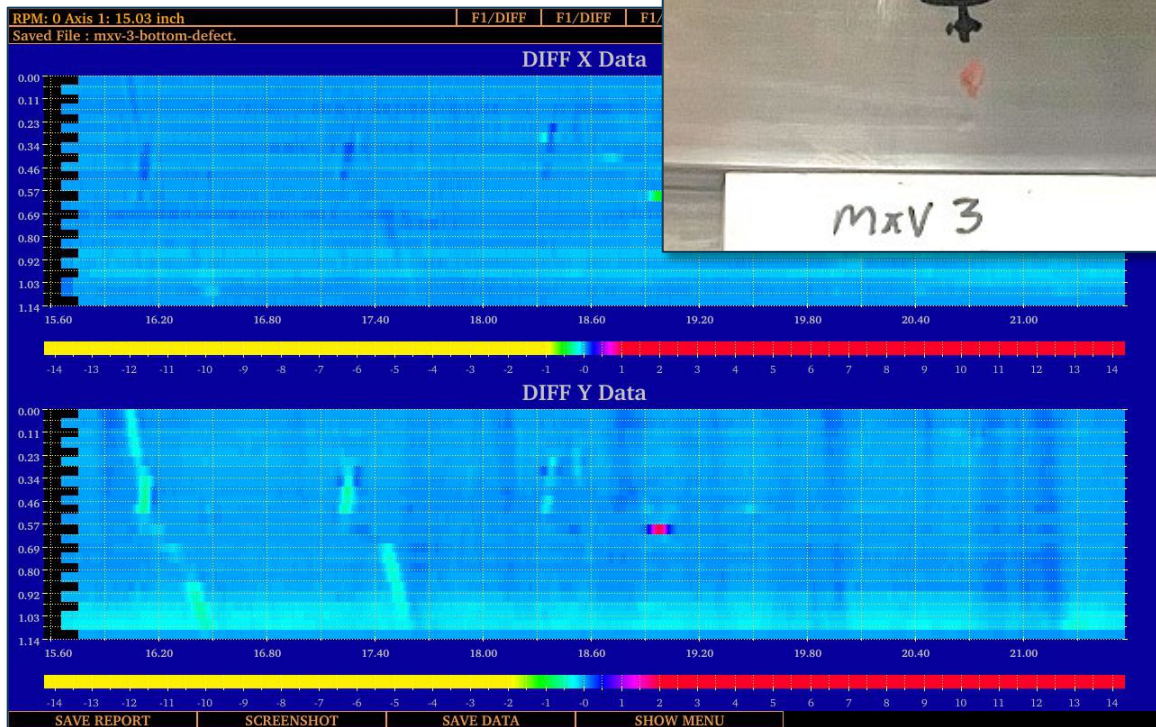 RPM: 0 Axis 1: 15.03 inch
F1/DIFF F1/DIFF F1/
Saved File : mxv-3-bottom-defect.
DIFF X Data
0.00
0.11
0.23
0.34
0.46
0.57
0.69
0.80
0.92
1.03
1.14
15.60 16.20 16.80 17.40 18.00 18.60 19.20 19.80 20.40 21.00
-14 -13 -12 -11 -10 -9 -8 -7 -6 -5 -4 -3 -2 -1 -0 1 2 3 4 5 6 7 8 9 10 11 12 13 14
MxV 3
DIFF Y Data
0.00
0.11
0.23
0.34
0.46
0.57
0.69
0.80
0.92
1.03
1.14
15.60 16.20 16.80 17.40 18.00 18.60 19.20 19.80 20.40 21.00
-14 -13 -12 -11 -10 -9 -8 -7 -6 -5 -4 -3 -2 -1 -0 1 2 3 4 5 6 7 8 9 10 11 12 13 14
SAVE REPORT SCREENSHOT SAVE DATA SHOW MENU